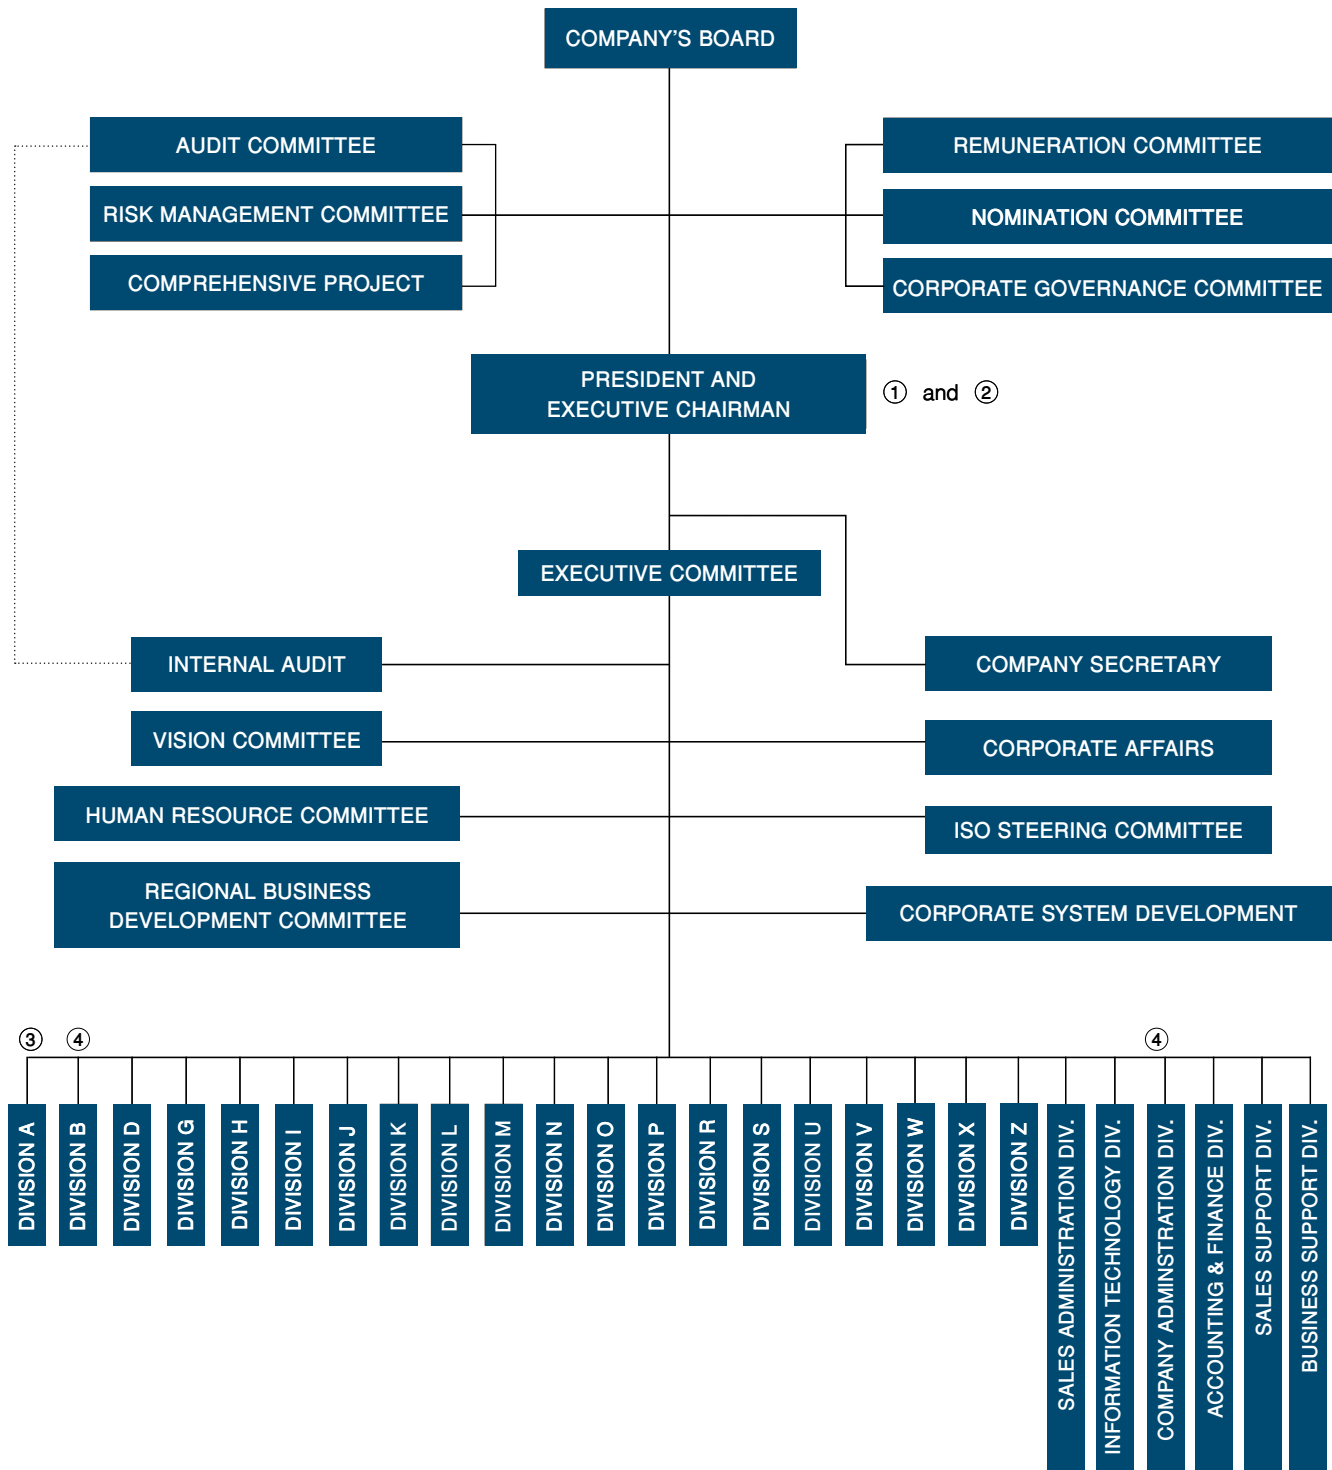 COMPANY'S BOARD
AUDIT COMMITTEE
REMUNERATION COMMITTEE
RISK MANAGEMENT COMMITTEE
NOMINATION COMMITTEE
COMPREHENSIVE PROJECT
CORPORATE GOVERNANCE COMMITTEE
PRESIDENT AND
EXECUTIVE CHAIRMAN
① and ②
EXECUTIVE COMMITTEE
INTERNAL AUDIT
COMPANY SECRETARY
VISION COMMITTEE
CORPORATE AFFAIRS
HUMAN RESOURCE COMMITTEE
ISO STEERING COMMITTEE
REGIONAL BUSINESS
DEVELOPMENT COMMITTEE
CORPORATE SYSTEM DEVELOPMENT
③
④
④
DIVISION A
DIVISION B
DIVISION D
DIVISION G
DIVISION H
DIVISION I
DIVISION J
DIVISION K
DIVISION L
DIVISION M
DIVISION N
DIVISION O
DIVISION P
DIVISION R
DIVISION S
DIVISION U
DIVISION V
DIVISION W
DIVISION X
DIVISION Z
SALES ADMINISTRATION DIV.
INFORMATION TECHNOLOGY DIV.
COMPANY ADMINSTRATION DIV.
ACCOUNTING & FINANCE DIV.
SALES SUPPORT DIV.
BUSINESS SUPPORT DIV.